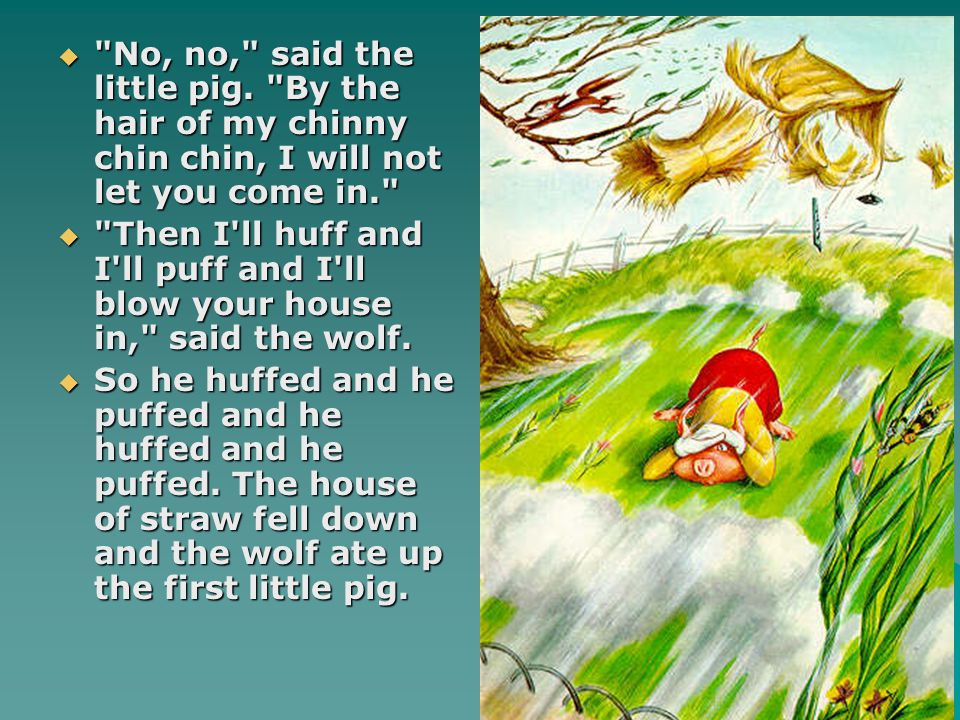 "No, no," said the
little pig. "By the
hair of my chinny
chin chin, I will not
let you come in."
"Then I'll huff and
I'll puff and I'll
blow your house
in," said the wolf.
So he huffed and he
puffed and he
huffed and he
puffed. The house
of straw fell down
and the wolf ate up
the first little pig.